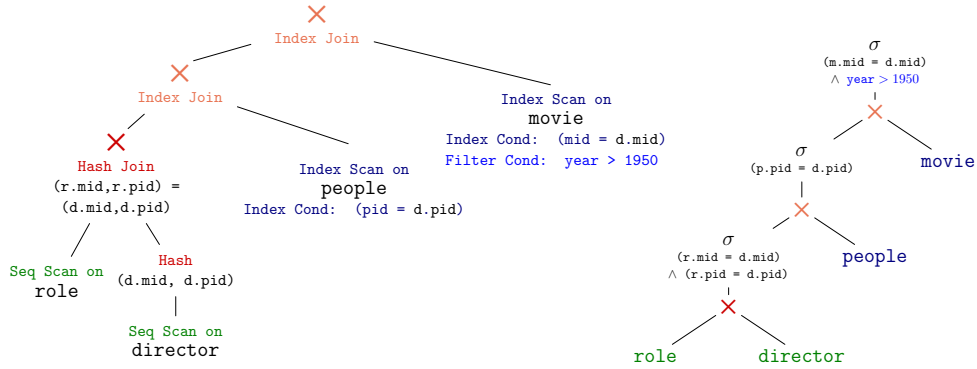 ×
Index Join
×
Index Join
Index Scan on
movie
Index Cond: (mid = d.mid)
Filter Cond: year > 1950
×
Hash Join
(r.mid,r.pid) =
(d.mid,d.pid)
Index Scan on
people
Index Cond: (pid = d.pid)
Seq Scan on
role
Hash
(d.mid, d.pid)
Seq Scan on
director
σ
(m.mid = d.mid)
∧ year > 1950
×
movie
σ
(p.pid = d.pid)
×
people
σ
(r.mid = d.mid)
∧ (r.pid = d.pid)
×
role
director